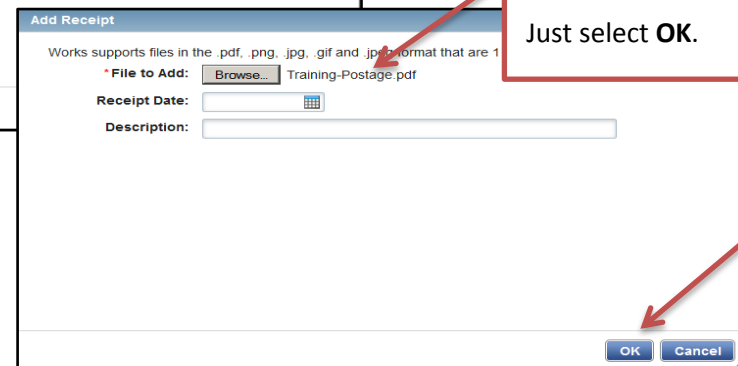 Add Receipt
Just select OK.
Works supports files in the .pdf, .png, .jpg, .gif and .jpeg format that are 1
*File to Add: Browse... Training-Postage.pdf
Receipt Date:
Description:
OK Cancel